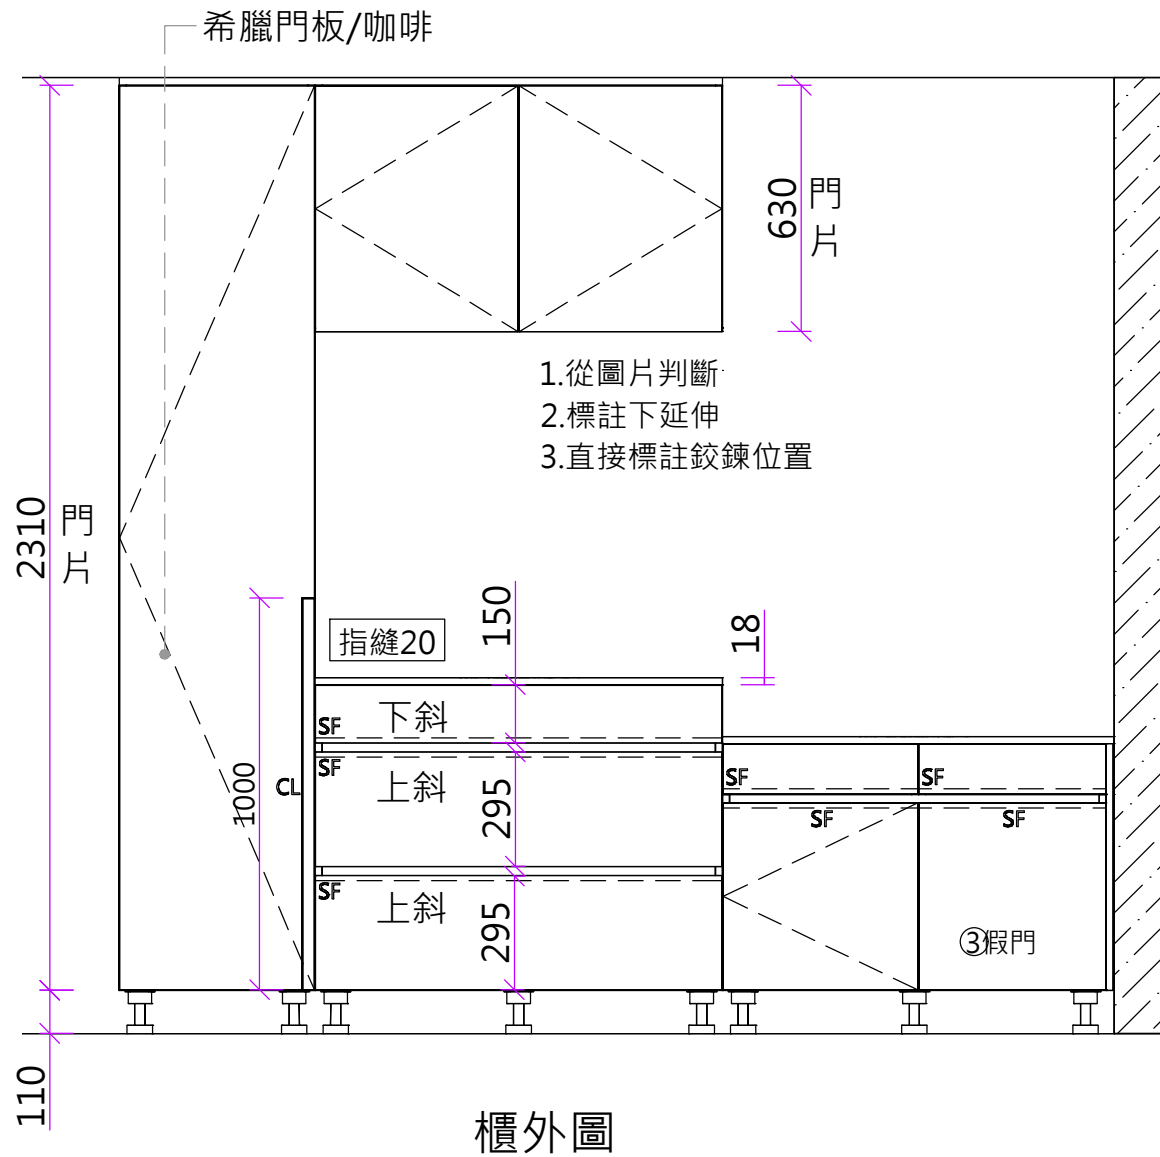 希臘門板/咖啡
630
門片
1.從圖片判斷
2.標註下延伸
3.直接標註鉸鍊位置
2310
門片
150
18
指縫20
下斜
SF
SF
上斜
CL
1000
295
SF
SF
SF
SF
SF
上斜
295
③假門
110
櫃外圖